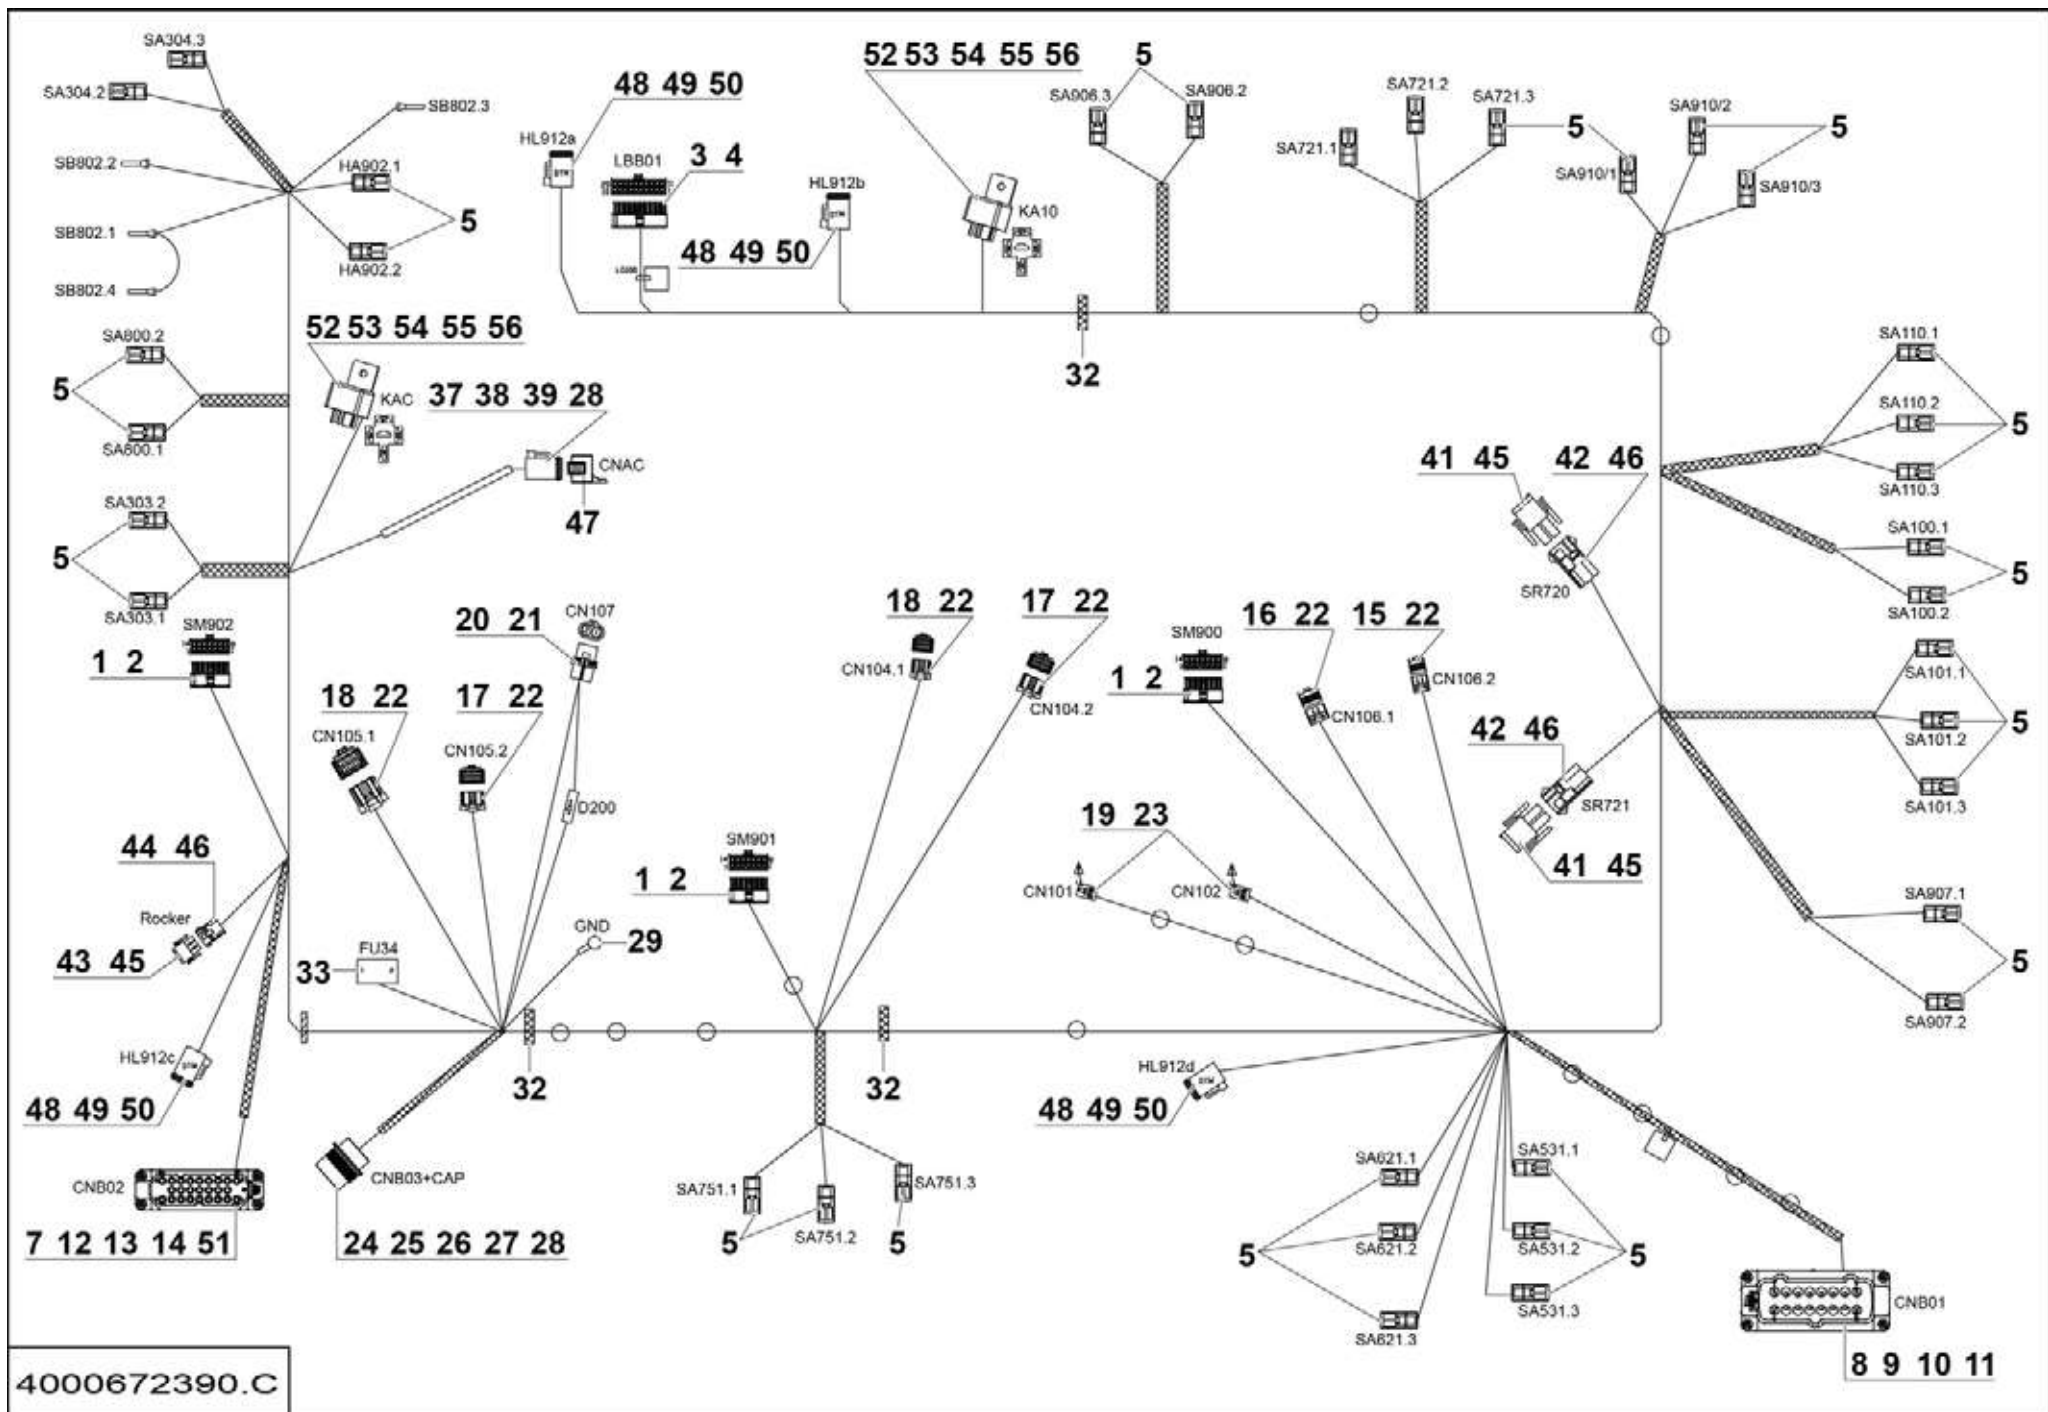 SA304.3
SA304.2
SB802.3
SB802.2
HA902.1
5
SB802.1
HA902.2
SB802.4
48 49 50
HL912a
LBB01
3 4
HL912b
48 49 50
52 53 54 55 56
KA10
5
SA906.3
SA906.2
SA721.2
SA721.1
SA721.3
5
SA910/2
5
SA910/1
SA910/3
32
SA800.2
5
SA800.1
52 53 54 55 56
KAC
37 38 39 28
CNAC
47
SA303.2
5
SA303.1
SA110.1
SA110.2
5
SA110.3
41 45
42 46
SR720
SA100.1
5
SA100.2
SM902
1 2
20 21
CN107
18 22
CN105.1
17 22
CN105.2
D200
18 22
CN104.1
17 22
CN104.2
SM900
1 2
16 22
CN106.1
15 22
CN106.2
SA101.1
SA101.2
5
SA101.3
42 46
SR721
41 45
44 46
Rocker
43 45
SM901
1 2
19 23
CN101
CN102
SA907.1
5
SA907.2
FU34
33
GND
29
HL912c
48 49 50
32
32
HL912d
48 49 50
CNB02
7 12 13 14 51
CNB03+CAP
24 25 26 27 28
SA751.1
SA751.3
SA751.2
5
5
SA621.1
SA531.1
5
SA621.2
SA531.2
5
SA531.3
SA621.3
CNB01
8 9 10 11
4000672390.C